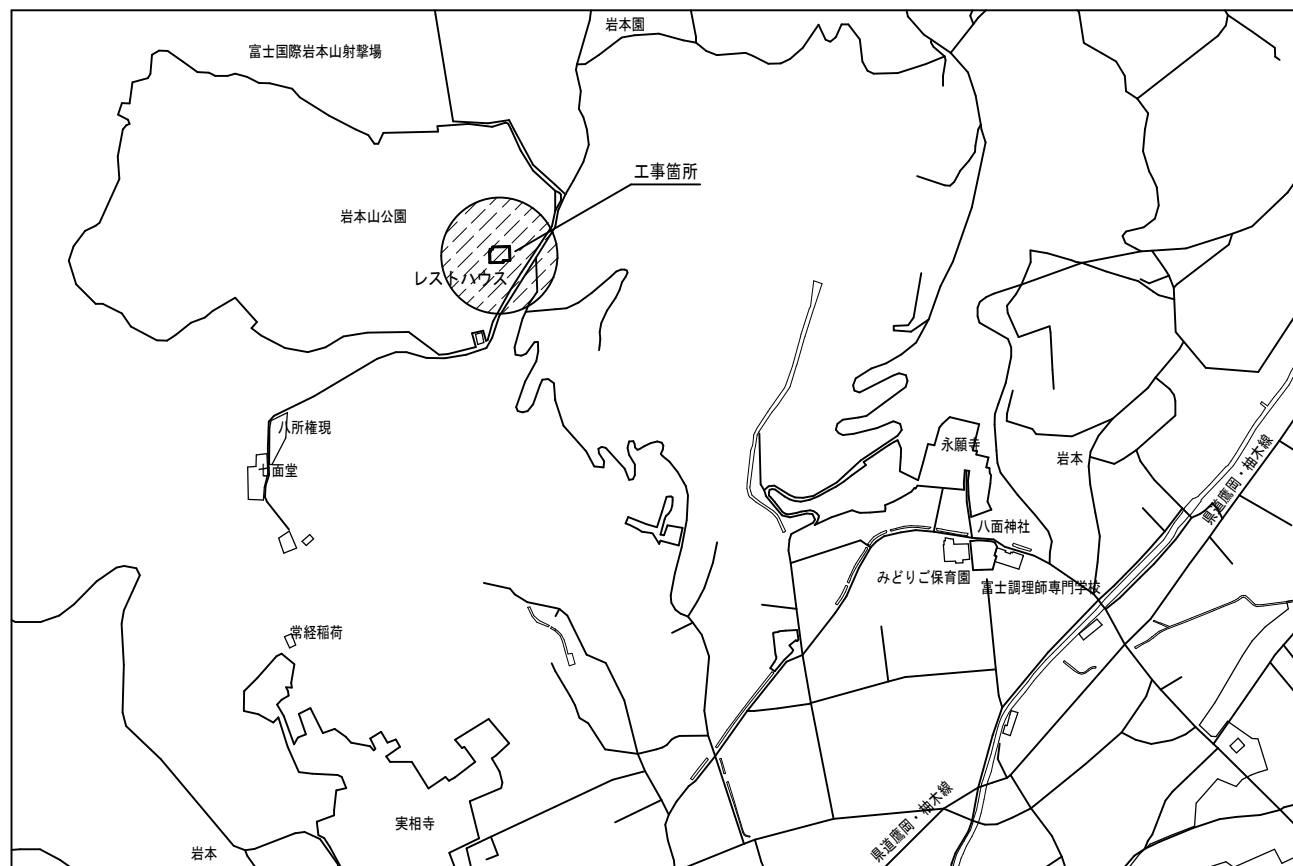 岩本園
富士国際岩本山射撃場
工事箇所
岩本山公園
レストハウス
八所権現
七面堂
永願寺
岩本
県道鷹岡・柚木線
八面神社
みどりご保育園
富士調理師専門学校
常経稲荷
県道鷹岡・柚木線
実相寺
岩本